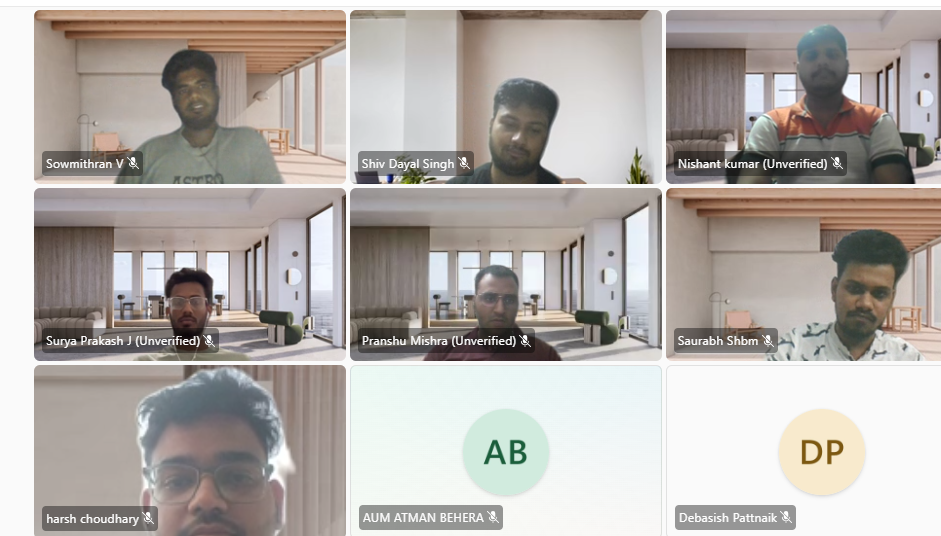 ASTRO
Sowmithran V
Shiv Dayal Singh
Nishant kumar (Unverified)
Surya Prakash J (Unverified)
Pranshu Mishra (Unverified)
Saurabh Shbm
harsh choudhary
AB
AUM ATMAN BEHERA
DP
Debasish Pattnaik